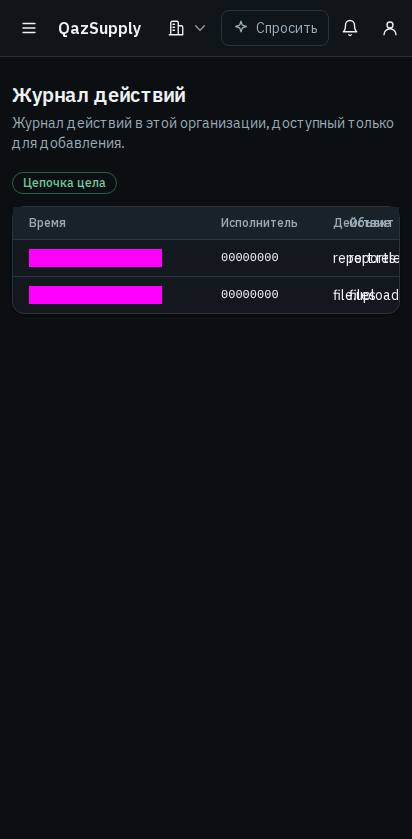 QazSupply
Спросить
Журнал действий
Журнал действий в этой организации, доступный только
для добавления.
Цепочка цела
Время Исполнитель
00000000
00000000